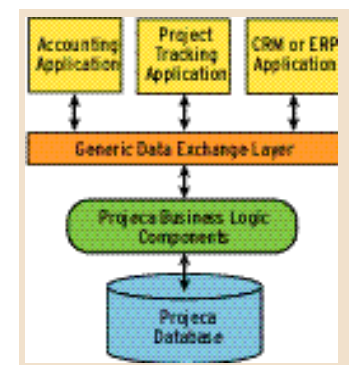 Accounting
Application
Project
Tracking
Application
CRM or ERP
Application
Generic Data Exchange Layer
Projeca Business Logic
Components
Projeca
Database